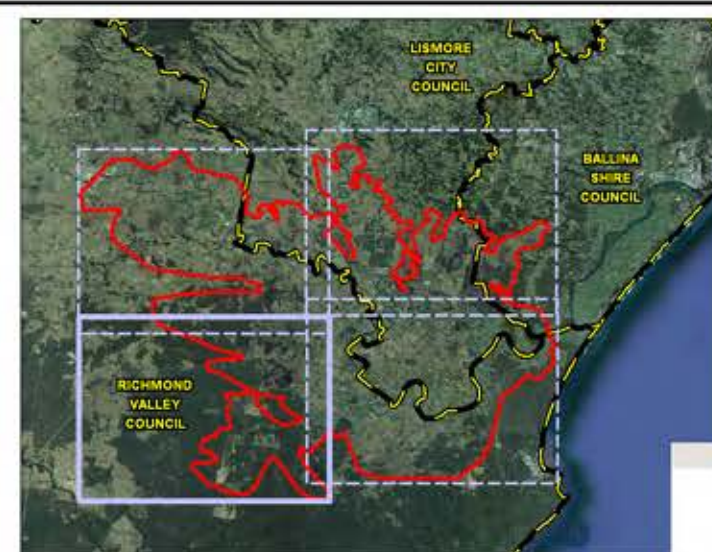 LISMORE
CITY
COUNCIL
BALLINA
SHIRE
COUNCIL
RICHMOND
VALLEY
COUNCIL